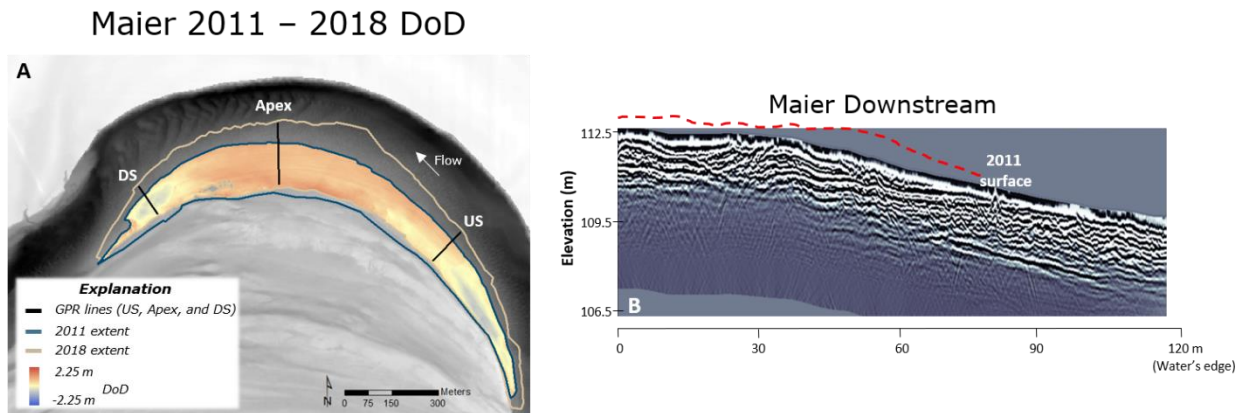 Maier 2011 – 2018 DoD
A
Apex
Flow
DS
US
Explanation
GPR lines (US, Apex, and DS)
2011 extent
2018 extent
2.25 m
DoD
-2.25 m
N
Meters
0 75 150 300
Maier Downstream
112.5
109.5
106.5
Elevation (m)
2011
surface
B
0 30 60 90 120 m
(Water's edge)